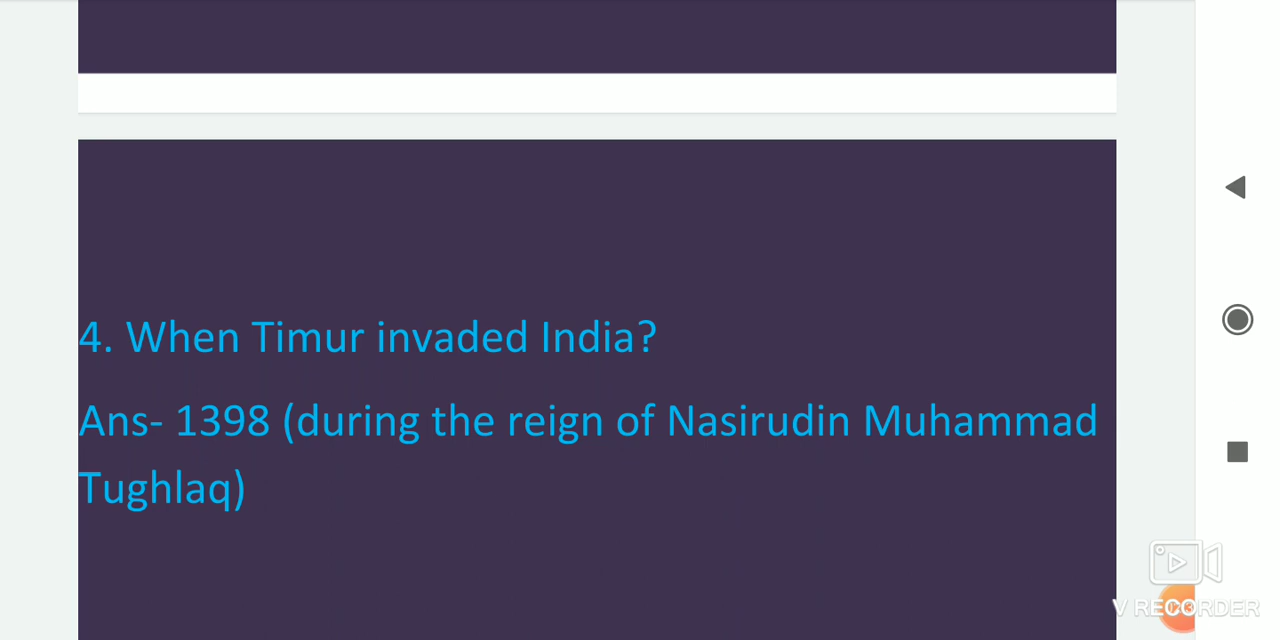 4. When Timur invaded India?
Ans- 1398 (during the reign of Nasirudin Muhammad
Tughlaq)
V RECORDER